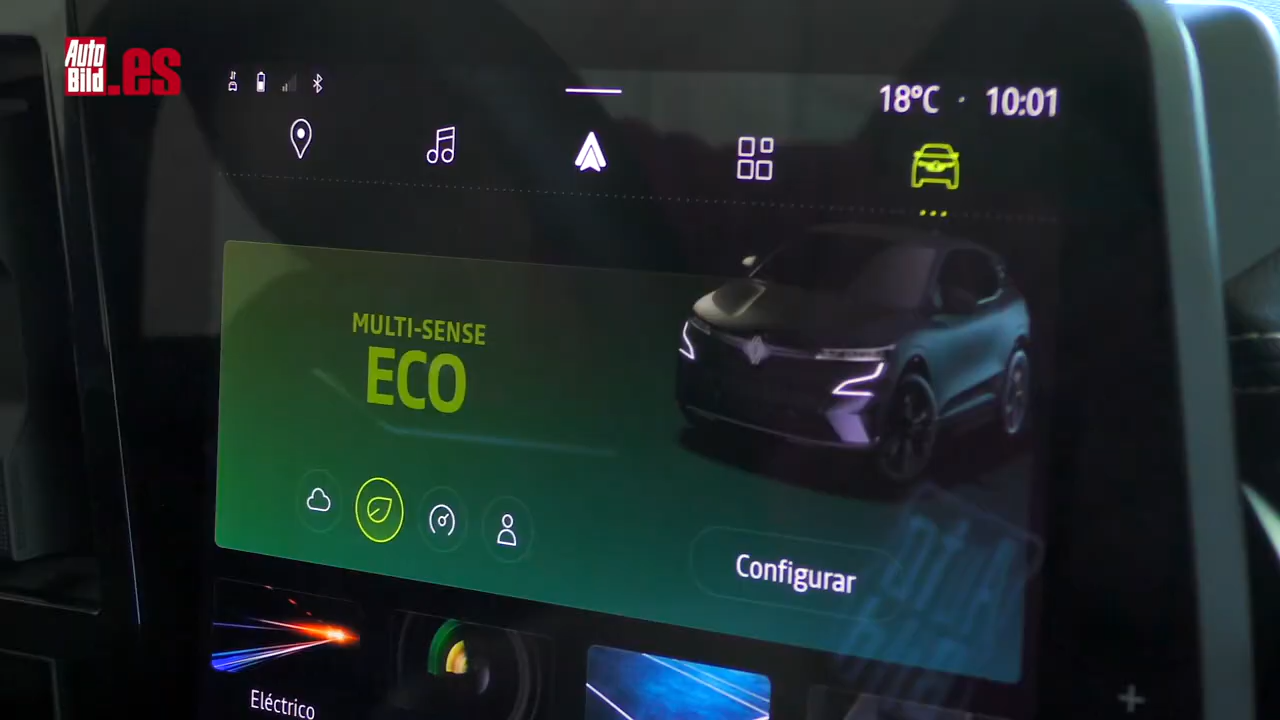 Auto
Bild
.es
18°C · 10:01
MULTI-SENSE
ECO
Configurar
Eléctrico